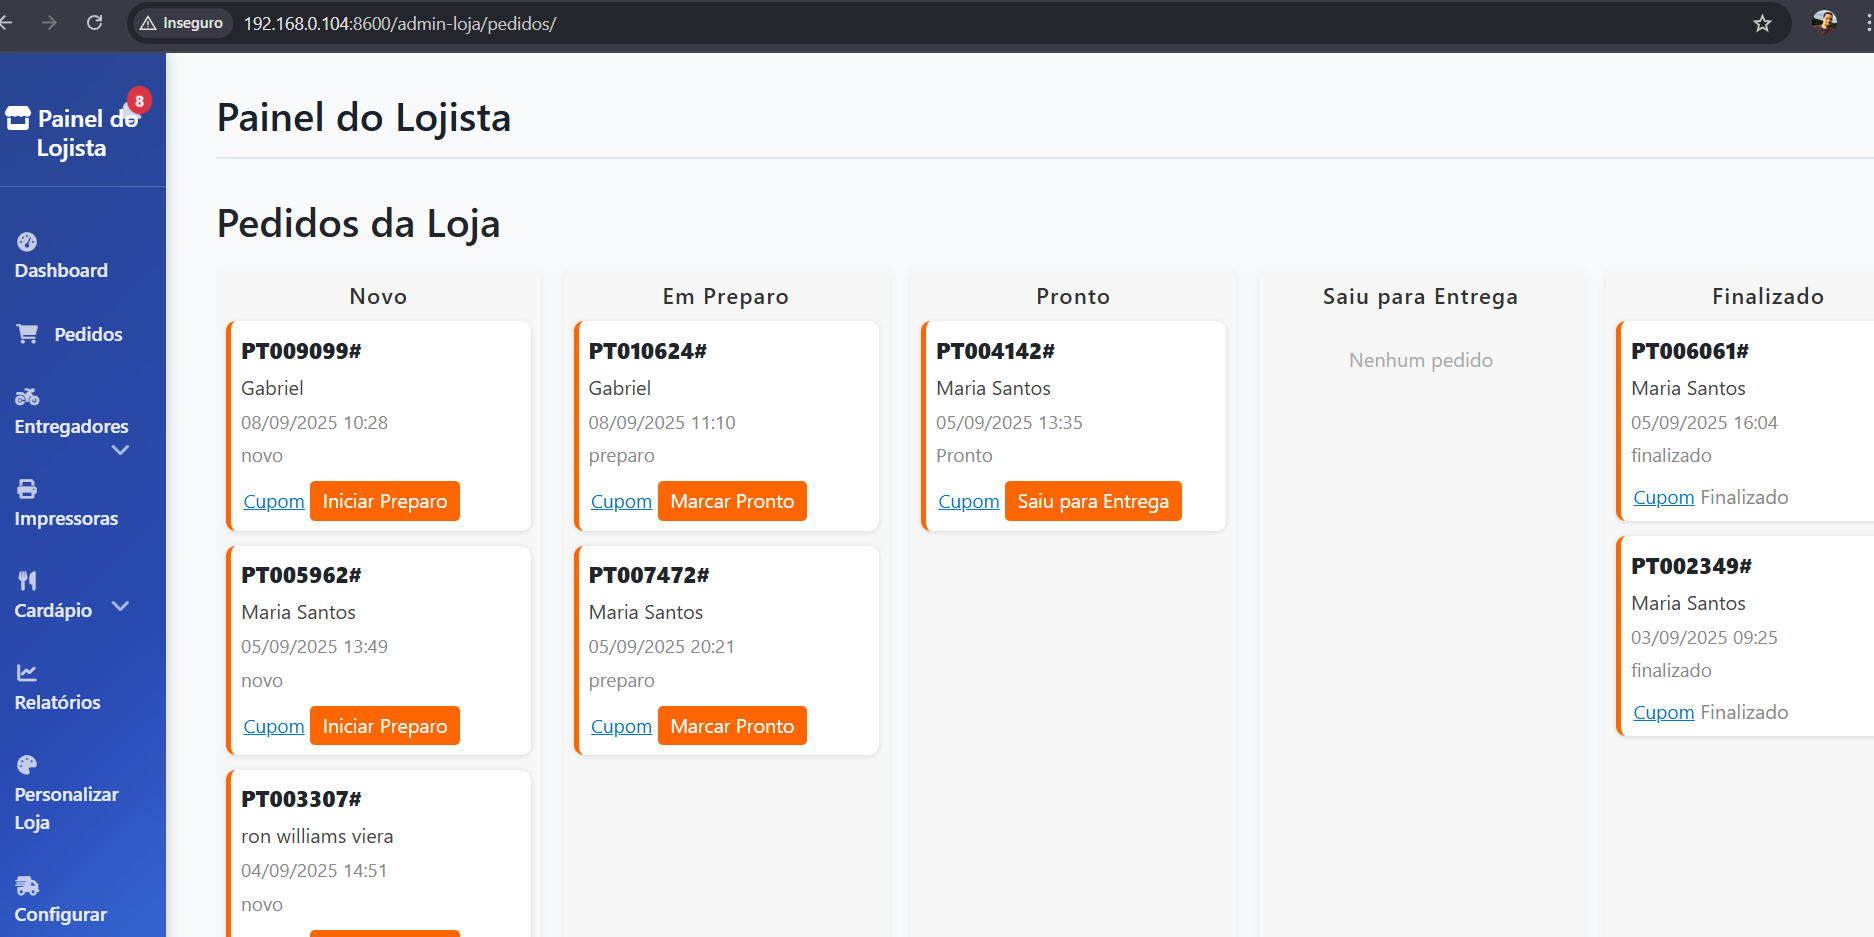 Inseguro
192.168.0.104:8600/admin-loja/pedidos/
8
Painel do
Lojista
Dashboard
Pedidos
Entregadores
Impressoras
Cardápio
Relatórios
Personalizar
Loja
Configurar
Painel do Lojista
Pedidos da Loja
Novo
PT009099#
Gabriel
08/09/2025 10:28
novo
Cupom Iniciar Preparo
PT005962#
Maria Santos
05/09/2025 13:49
novo
Cupom Iniciar Preparo
PT003307#
ron williams viera
04/09/2025 14:51
novo
Em Preparo
PT010624#
Gabriel
08/09/2025 11:10
preparo
Cupom Marcar Pronto
PT007472#
Maria Santos
05/09/2025 20:21
preparo
Cupom Marcar Pronto
Pronto
PT004142#
Maria Santos
05/09/2025 13:35
Pronto
Cupom Saiu para Entrega
Saiu para Entrega
Nenhum pedido
Finalizado
PT006061#
Maria Santos
05/09/2025 16:04
finalizado
Cupom Finalizado
PT002349#
Maria Santos
03/09/2025 09:25
finalizado
Cupom Finalizado